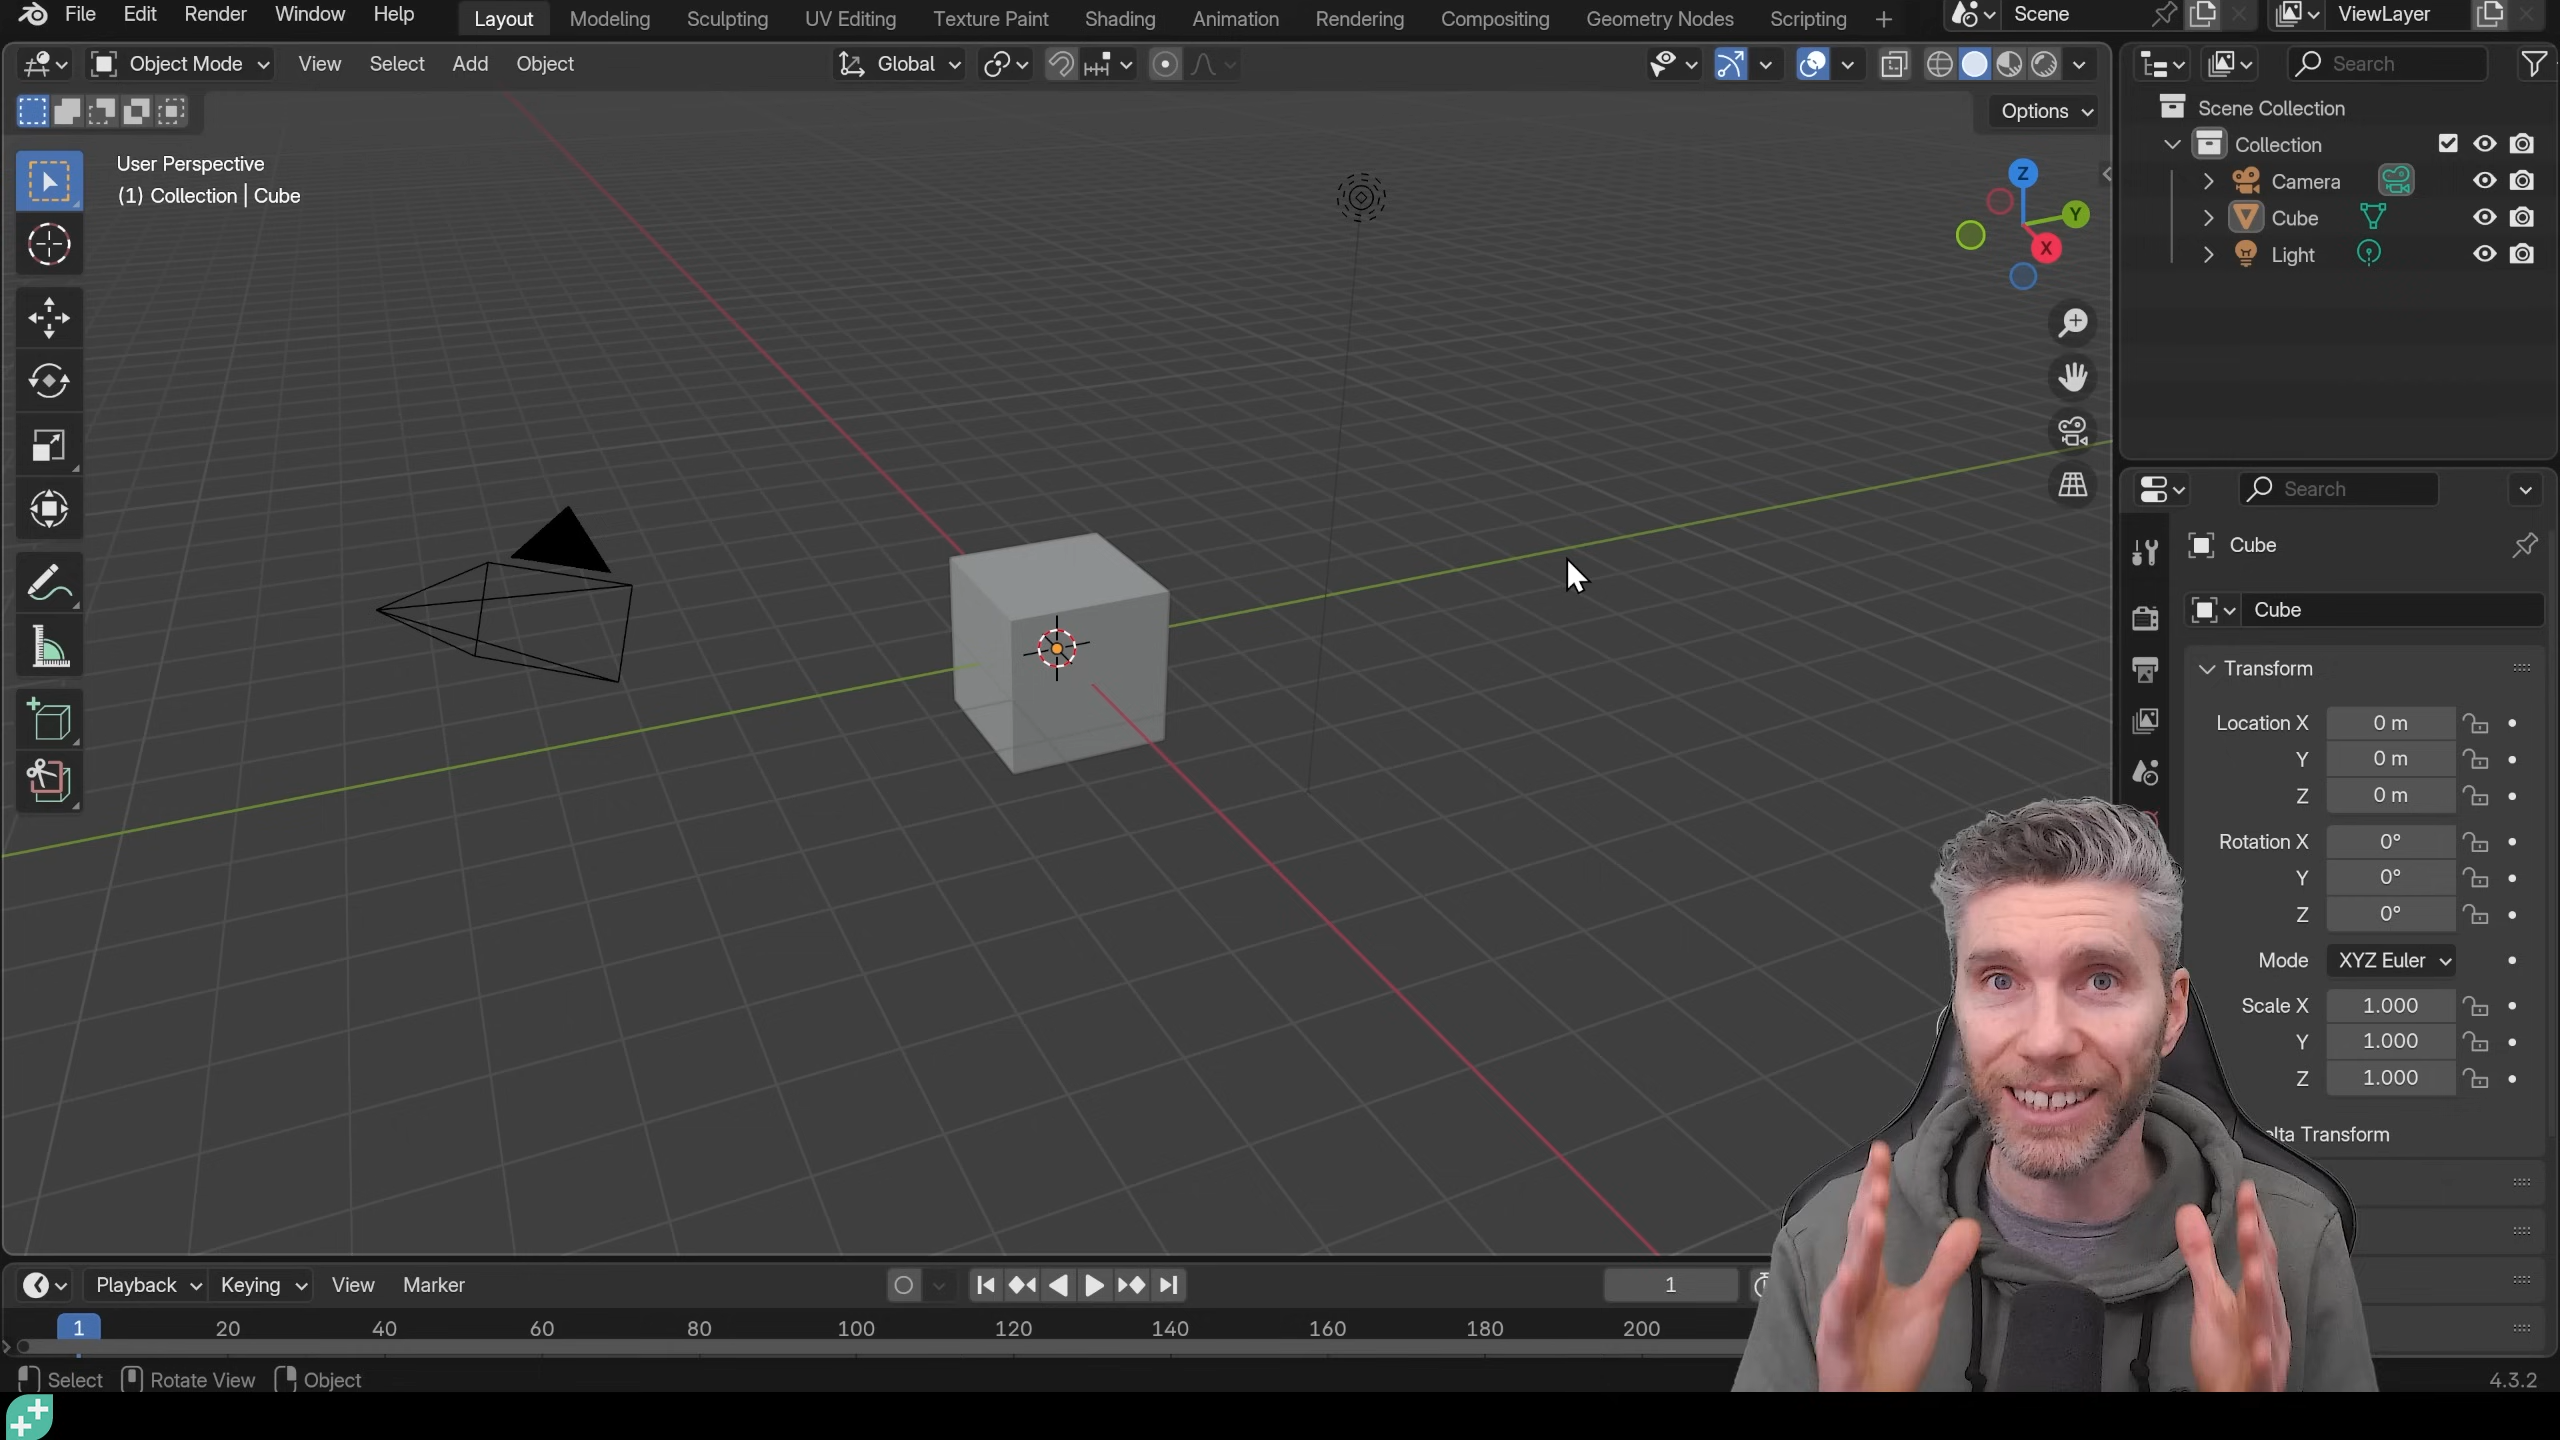 File Edit Render Window Help Layout Modeling Sculpting UV Editing Texture Paint Shading Animation Rendering Compositing Geometry Nodes Scripting + Scene ViewLayer
Object Mode View Select Add Object Global Search
Options
User Perspective
(1) Collection | Cube
Z
Y
X
Scene Collection
Collection
Camera
Cube
Light
Search
Cube
Cube
Transform
Location X 0 m
Y 0 m
Z 0 m
Rotation X 0°
Y 0°
Z 0°
Mode XYZ Euler
Scale X 1.000
Y 1.000
Z 1.000
lta Transform
Playback Keying View Marker 1
1 20 40 60 80 100 120 140 160 180 200
Select Rotate View Object 4.3.2